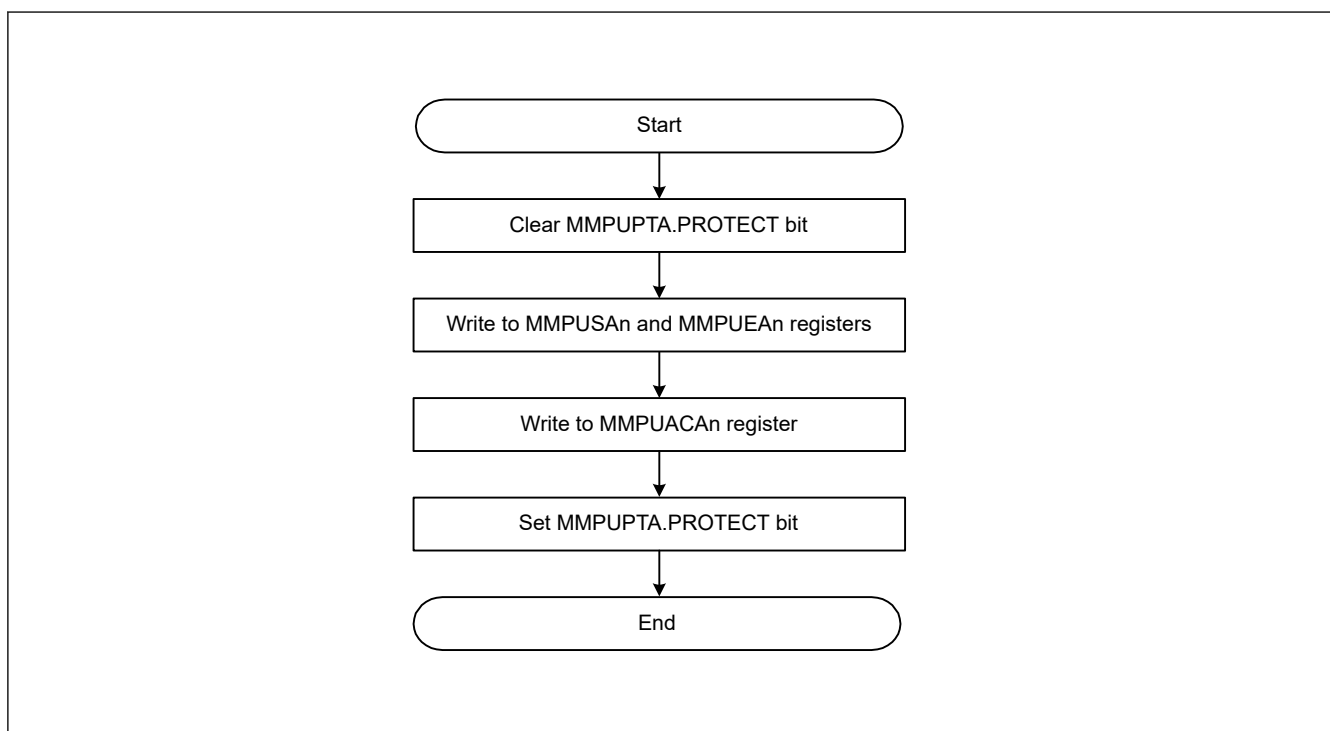 Start
Clear MMPUPTA.PROTECT bit
Write to MMPUSAn and MMPUEAn registers
Write to MMPUACAn register
Set MMPUPTA.PROTECT bit
End